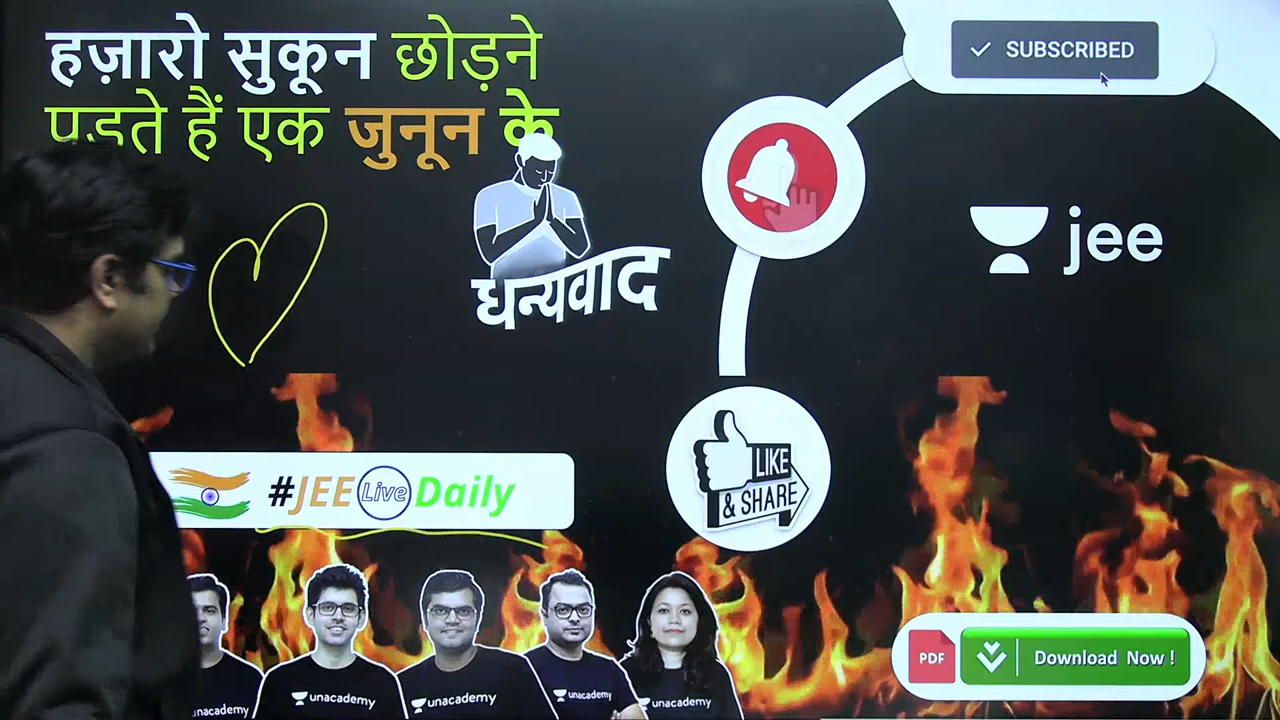 हज़ारो सुकून छोड़ने
पड़ते हैं एक जुनून के
SUBSCRIBED
jee
धन्यवाद
LIKE
& SHARE
#JEE Live Daily
unacademy
unacademy
unacademy
unacademy
unacademy
PDF
Download Now !